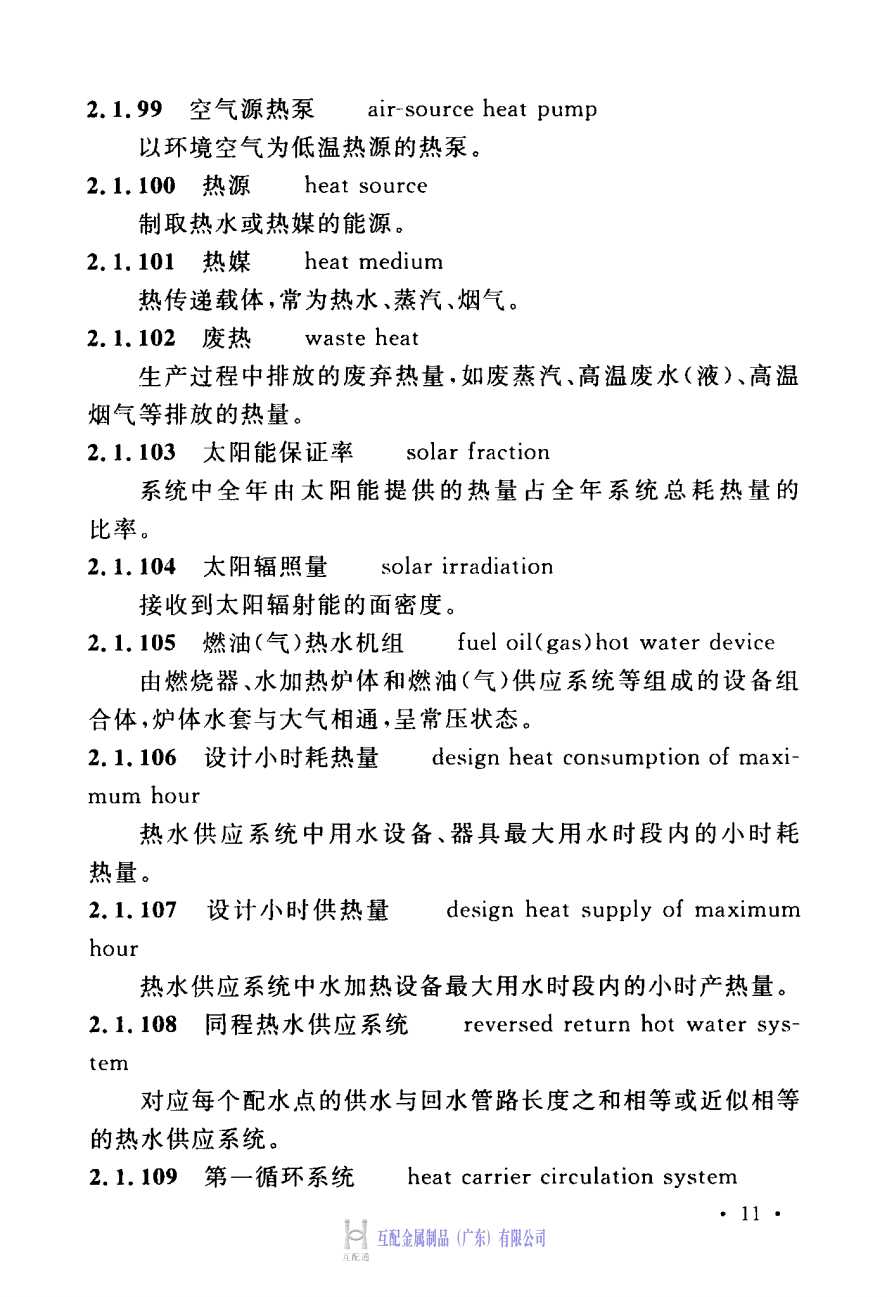 2.1.99 空气源热泵 air-source heat pump
以环境空气为低温热源的热泵。
2.1.100 热源 heat source
制取热水或热媒的能源。
2.1.101 热媒 heat medium
热传递载体,常为热水、蒸汽、烟气。
2.1.102 废热 waste heat
生产过程中排放的废弃热量,如废蒸汽、高温废水(液)、高温
烟气等排放的热量。
2.1.103 太阳能保证率 solar fraction
系统中全年由太阳能提供的热量占全年系统总耗热量的
比率。
2.1.104 太阳辐照量 solar irradiation
接收到太阳辐射能的面密度。
2.1.105 燃油(气)热水机组 fuel oil(gas)hot water device
由燃烧器、水加热炉体和燃油(气)供应系统等组成的设备组
合体,炉体水套与大气相通,呈常压状态。
2.1.106 设计小时耗热量 design heat consumption of maxi-
mum hour
热水供应系统中用水设备、器具最大用水时段内的小时耗
热量。
2.1.107 设计小时供热量 design heat supply of maximum
hour
热水供应系统中水加热设备最大用水时段内的小时产热量。
2.1.108 同程热水供应系统 reversed return hot water sys-
tem
对应每个配水点的供水与回水管路长度之和相等或近似相等
的热水供应系统。
2.1.109 第一循环系统 heat carrier circulation system
• 11 •
互配金属制品(广东)有限公司
互配通